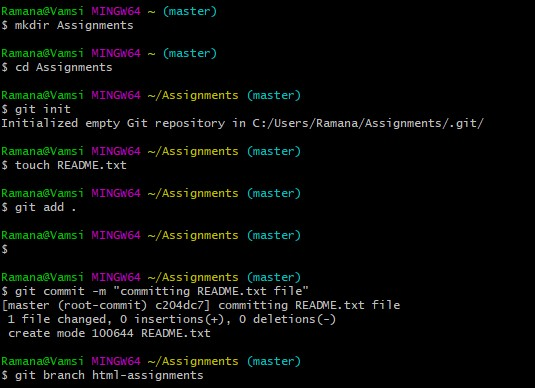 Ramana@Vamsi MINGW64 ~ (master)
$ mkdir Assignments
Ramana@Vamsi MINGW64 ~ (master)
$ cd Assignments
Ramana@Vamsi MINGW64 ~/Assignments (master)
$ git init
Initialized empty Git repository in C:/Users/Ramana/Assignments/.git/
Ramana@Vamsi MINGW64 ~/Assignments (master)
$ touch README.txt
Ramana@Vamsi MINGW64 ~/Assignments (master)
$ git add .
Ramana@Vamsi MINGW64 ~/Assignments (master)
$
Ramana@Vamsi MINGW64 ~/Assignments (master)
$ git commit -m "committing README.txt file"
[master (root-commit) c204dc7] committing README.txt file
 1 file changed, 0 insertions(+), 0 deletions(-)
 create mode 100644 README.txt
Ramana@Vamsi MINGW64 ~/Assignments (master)
$ git branch html-assignments